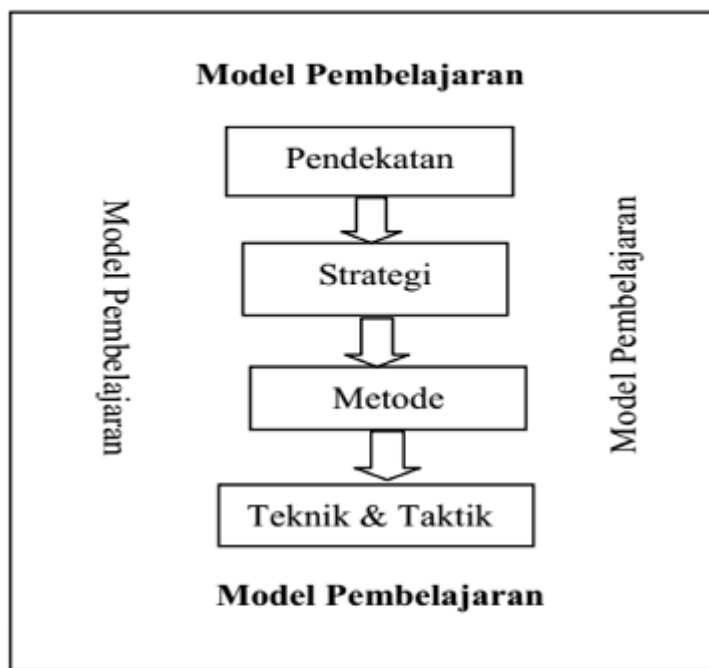 Model Pembelajaran
Pendekatan
Model Pembelajaran
Model Pembelajaran
Strategi
Metode
Teknik & Taktik
Model Pembelajaran